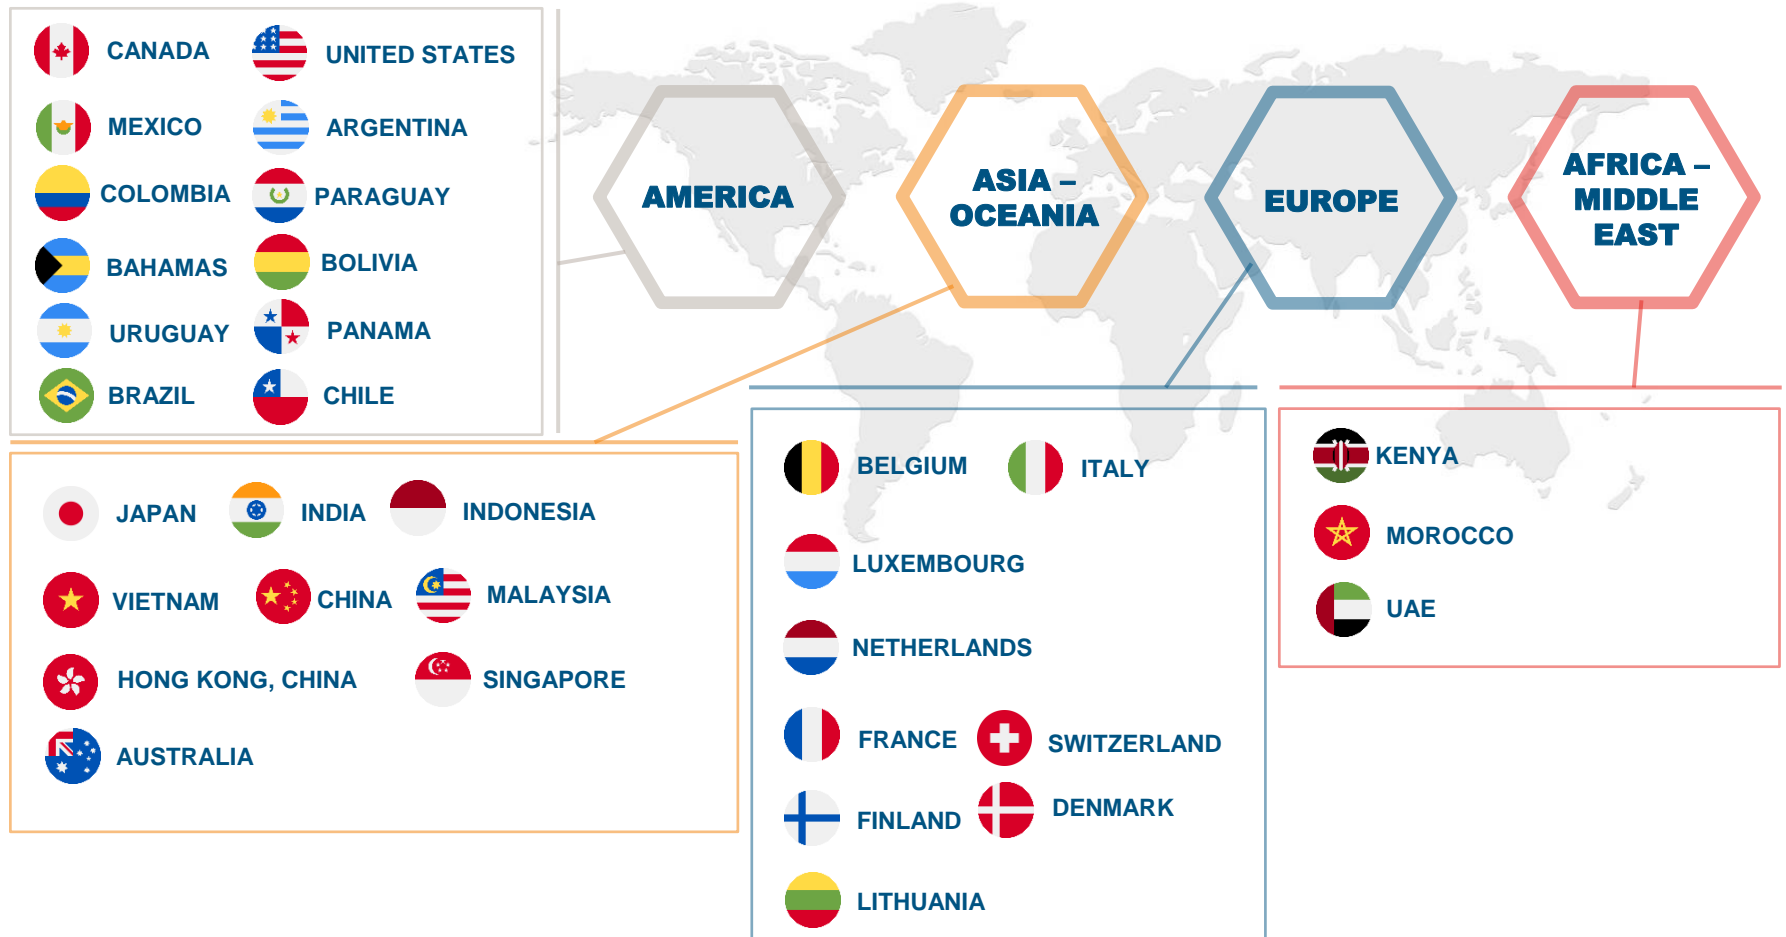 CANADA
UNITED STATES
MEXICO
ARGENTINA
COLOMBIA
PARAGUAY
BAHAMAS
BOLIVIA
URUGUAY
PANAMA
BRAZIL
CHILE
AMERICA
ASIA –
OCEANIA
EUROPE
AFRICA –
MIDDLE
EAST
JAPAN
INDIA
INDONESIA
VIETNAM
CHINA
MALAYSIA
HONG KONG, CHINA
SINGAPORE
AUSTRALIA
BELGIUM
ITALY
LUXEMBOURG
NETHERLANDS
FRANCE
SWITZERLAND
FINLAND
DENMARK
LITHUANIA
KENYA
MOROCCO
UAE